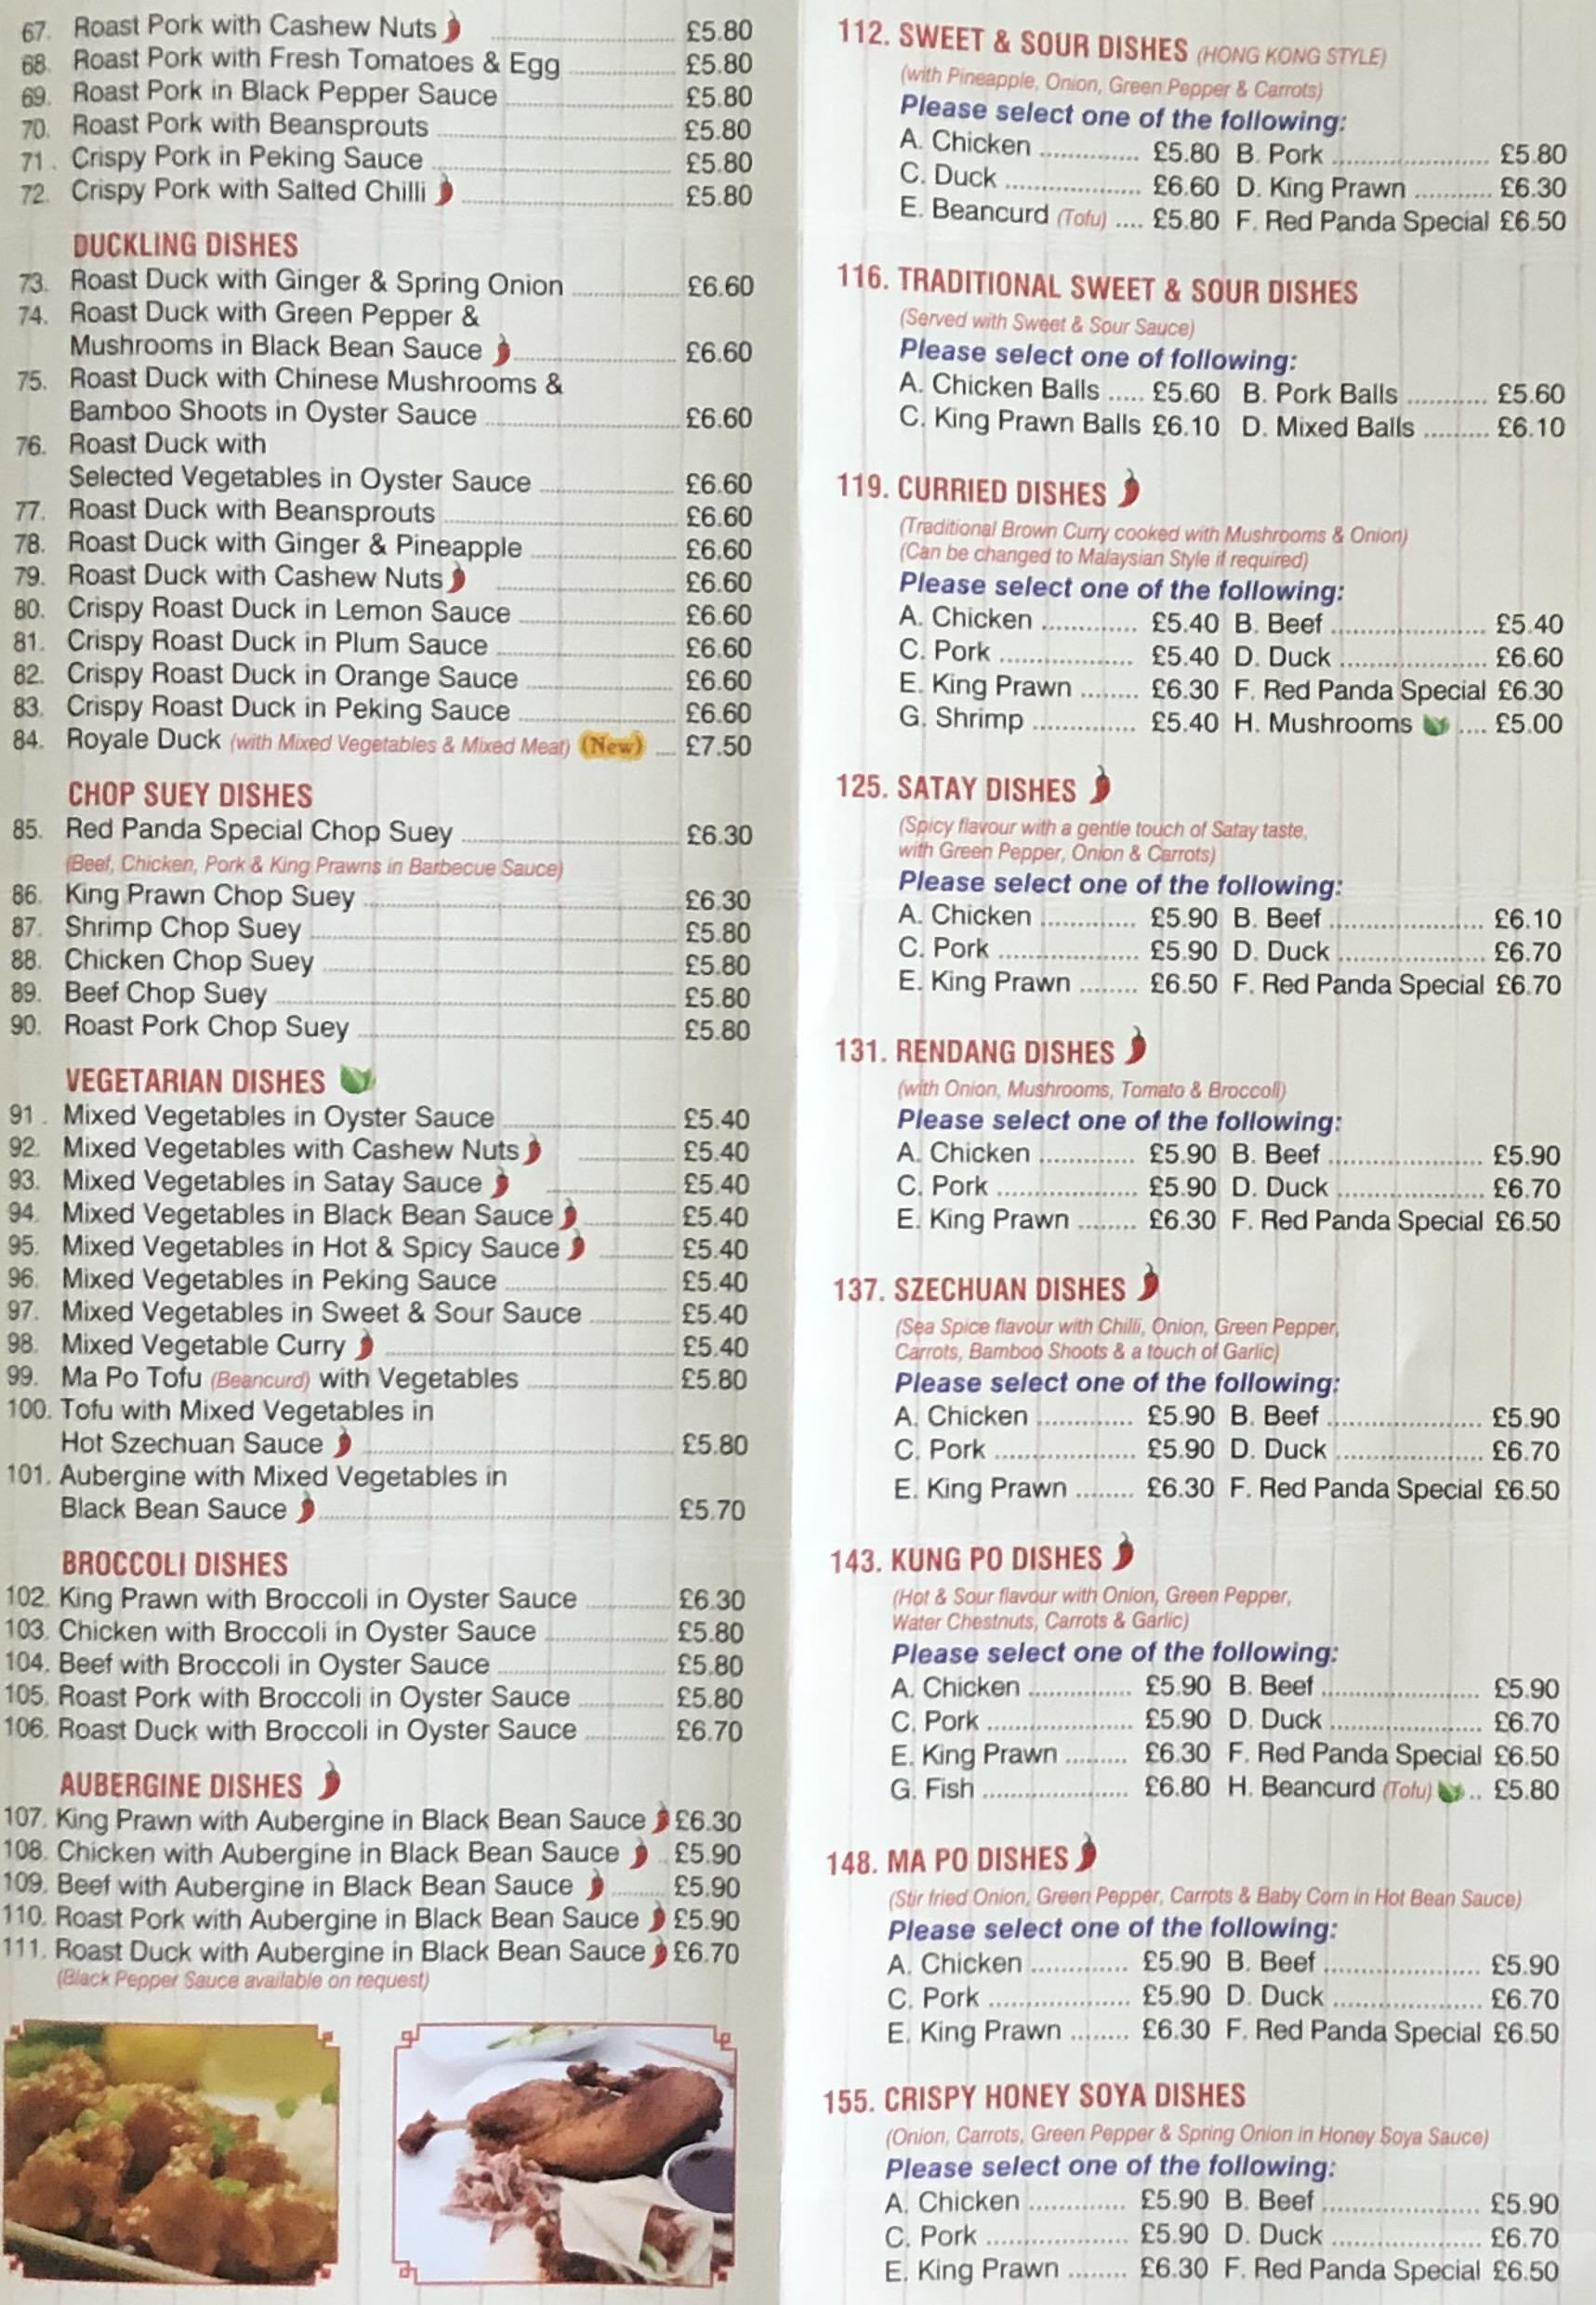 67. Roast Pork with Cashew Nuts ........ £5.80
68. Roast Pork with Fresh Tomatoes & Egg ........ £5.80
69. Roast Pork in Black Pepper Sauce ........ £5.80
70. Roast Pork with Beansprouts ........ £5.80
71. Crispy Pork in Peking Sauce ........ £5.80
72. Crispy Pork with Salted Chilli ........ £5.80
DUCKLING DISHES
73. Roast Duck with Ginger & Spring Onion ........ £6.60
74. Roast Duck with Green Pepper &
Mushrooms in Black Bean Sauce ........ £6.60
75. Roast Duck with Chinese Mushrooms &
Bamboo Shoots in Oyster Sauce ........ £6.60
76. Roast Duck with
Selected Vegetables in Oyster Sauce ........ £6.60
77. Roast Duck with Beansprouts ........ £6.60
78. Roast Duck with Ginger & Pineapple ........ £6.60
79. Roast Duck with Cashew Nuts ........ £6.60
80. Crispy Roast Duck in Lemon Sauce ........ £6.60
81. Crispy Roast Duck in Plum Sauce ........ £6.60
82. Crispy Roast Duck in Orange Sauce ........ £6.60
83. Crispy Roast Duck in Peking Sauce ........ £6.60
84. Royale Duck (with Mixed Vegetables & Mixed Meat) (New) .... £7.50
CHOP SUEY DISHES
85. Red Panda Special Chop Suey ........ £6.30
(Beef, Chicken, Pork & King Prawns in Barbecue Sauce)
86. King Prawn Chop Suey ........ £6.30
87. Shrimp Chop Suey ........ £5.80
88. Chicken Chop Suey ........ £5.80
89. Beef Chop Suey ........ £5.80
90. Roast Pork Chop Suey ........ £5.80
VEGETARIAN DISHES
91. Mixed Vegetables in Oyster Sauce ........ £5.40
92. Mixed Vegetables with Cashew Nuts ........ £5.40
93. Mixed Vegetables in Satay Sauce ........ £5.40
94. Mixed Vegetables in Black Bean Sauce ........ £5.40
95. Mixed Vegetables in Hot & Spicy Sauce ........ £5.40
96. Mixed Vegetables in Peking Sauce ........ £5.40
97. Mixed Vegetables in Sweet & Sour Sauce ........ £5.40
98. Mixed Vegetable Curry ........ £5.40
99. Ma Po Tofu (Beancurd) with Vegetables ........ £5.80
100. Tofu with Mixed Vegetables in
Hot Szechuan Sauce ........ £5.80
101. Aubergine with Mixed Vegetables in
Black Bean Sauce ........ £5.70
BROCCOLI DISHES
102. King Prawn with Broccoli in Oyster Sauce ........ £6.30
103. Chicken with Broccoli in Oyster Sauce ........ £5.80
104. Beef with Broccoli in Oyster Sauce ........ £5.80
105. Roast Pork with Broccoli in Oyster Sauce ........ £5.80
106. Roast Duck with Broccoli in Oyster Sauce ........ £6.70
AUBERGINE DISHES
107. King Prawn with Aubergine in Black Bean Sauce £6.30
108. Chicken with Aubergine in Black Bean Sauce .. £5.90
109. Beef with Aubergine in Black Bean Sauce ........ £5.90
110. Roast Pork with Aubergine in Black Bean Sauce £5.90
111. Roast Duck with Aubergine in Black Bean Sauce £6.70
(Black Pepper Sauce available on request)
112. SWEET & SOUR DISHES (HONG KONG STYLE)
(with Pineapple, Onion, Green Pepper & Carrots)
Please select one of the following:
A. Chicken ........ £5.80 B. Pork ........ £5.80
C. Duck ........ £6.60 D. King Prawn ........ £6.30
E. Beancurd (Tofu) .... £5.80 F. Red Panda Special £6.50
116. TRADITIONAL SWEET & SOUR DISHES
(Served with Sweet & Sour Sauce)
Please select one of following:
A. Chicken Balls ..... £5.60 B. Pork Balls ........ £5.60
C. King Prawn Balls £6.10 D. Mixed Balls ........ £6.10
119. CURRIED DISHES
(Traditional Brown Curry cooked with Mushrooms & Onion)
(Can be changed to Malaysian Style if required)
Please select one of the following:
A. Chicken ........ £5.40 B. Beef ........ £5.40
C. Pork ........ £5.40 D. Duck ........ £6.60
E. King Prawn ........ £6.30 F. Red Panda Special £6.30
G. Shrimp ........ £5.40 H. Mushrooms .... £5.00
125. SATAY DISHES
(Spicy flavour with a gentle touch of Satay taste,
with Green Pepper, Onion & Carrots)
Please select one of the following:
A. Chicken ........ £5.90 B. Beef ........ £6.10
C. Pork ........ £5.90 D. Duck ........ £6.70
E. King Prawn ........ £6.50 F. Red Panda Special £6.70
131. RENDANG DISHES
(with Onion, Mushrooms, Tomato & Broccoli)
Please select one of the following:
A. Chicken ........ £5.90 B. Beef ........ £5.90
C. Pork ........ £5.90 D. Duck ........ £6.70
E. King Prawn ........ £6.30 F. Red Panda Special £6.50
137. SZECHUAN DISHES
(Sea Spice flavour with Chilli, Onion, Green Pepper,
Carrots, Bamboo Shoots & a touch of Garlic)
Please select one of the following:
A. Chicken ........ £5.90 B. Beef ........ £5.90
C. Pork ........ £5.90 D. Duck ........ £6.70
E. King Prawn ........ £6.30 F. Red Panda Special £6.50
143. KUNG PO DISHES
(Hot & Sour flavour with Onion, Green Pepper,
Water Chestnuts, Carrots & Garlic)
Please select one of the following:
A. Chicken ........ £5.90 B. Beef ........ £5.90
C. Pork ........ £5.90 D. Duck ........ £6.70
E. King Prawn ........ £6.30 F. Red Panda Special £6.50
G. Fish ........ £6.80 H. Beancurd (Tofu) .. £5.80
148. MA PO DISHES
(Stir fried Onion, Green Pepper, Carrots & Baby Corn in Hot Bean Sauce)
Please select one of the following:
A. Chicken ........ £5.90 B. Beef ........ £5.90
C. Pork ........ £5.90 D. Duck ........ £6.70
E. King Prawn ........ £6.30 F. Red Panda Special £6.50
155. CRISPY HONEY SOYA DISHES
(Onion, Carrots, Green Pepper & Spring Onion in Honey Soya Sauce)
Please select one of the following:
A. Chicken ........ £5.90 B. Beef ........ £5.90
C. Pork ........ £5.90 D. Duck ........ £6.70
E. King Prawn ........ £6.30 F. Red Panda Special £6.50